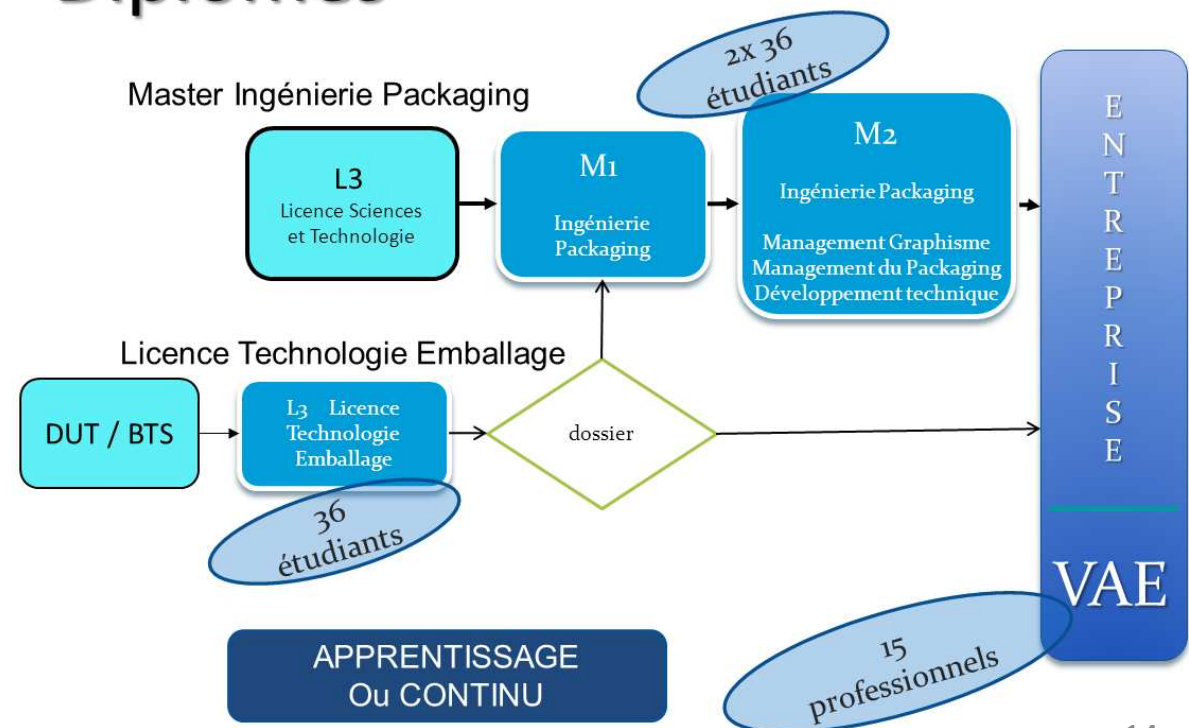 Diplômes
2x 36
étudiants
Master Ingénierie Packaging
L3
Licence Sciences
et Technologie
M1
Ingénierie
Packaging
M2
Ingénierie Packaging
Management Graphisme
Management du Packaging
Développement technique
ENTREPRISE
Licence Technologie Emballage
DUT / BTS
L3 Licence
Technologie
Emballage
dossier
36
étudiants
VAE
APPRENTISSAGE
Ou CONTINU
15
professionnels